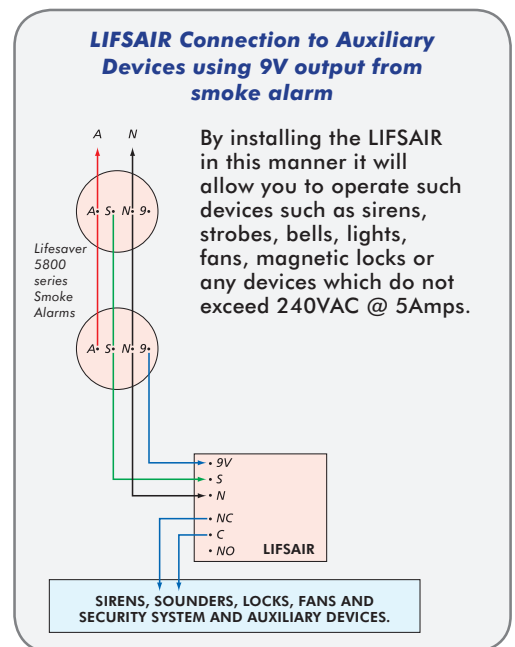 LIFSAIR Connection to Auxiliary
Devices using 9V output from
smoke alarm
A N
By installing the LIFSAIR
in this manner it will
allow you to operate such
devices such as sirens,
strobes, bells, lights,
fans, magnetic locks or
any devices which do not
exceed 240VAC @ 5Amps.
A• S• N• 9•
Lifesaver
5800
series
Smoke
Alarms
A• S• N• 9•
• 9V
• S
• N
• NC
• C
• NO LIFSAIR
SIRENS, SOUNDERS, LOCKS, FANS AND
SECURITY SYSTEM AND AUXILIARY DEVICES.